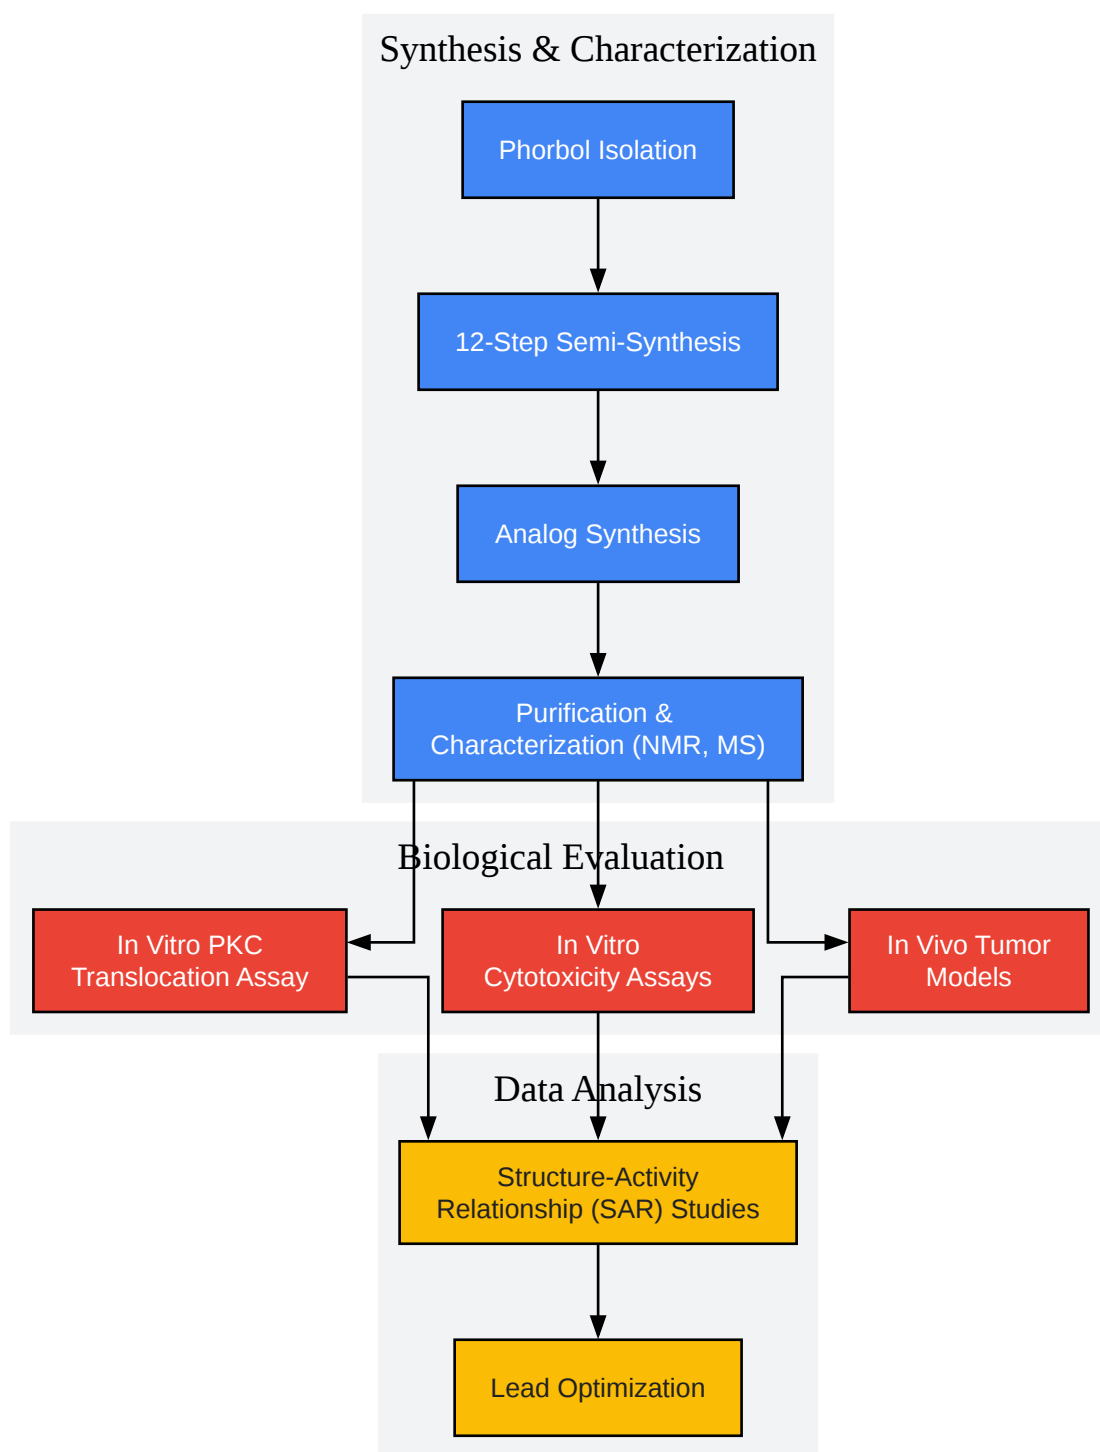 Synthesis & Characterization
Phorbol Isolation
12-Step Semi-Synthesis
Analog Synthesis
Purification &
Characterization (NMR, MS)
Biological Evaluation
In Vitro PKC
Translocation Assay
In Vitro
Cytotoxicity Assays
In Vivo Tumor
Models
Data Analysis
Structure-Activity
Relationship (SAR) Studies
Lead Optimization